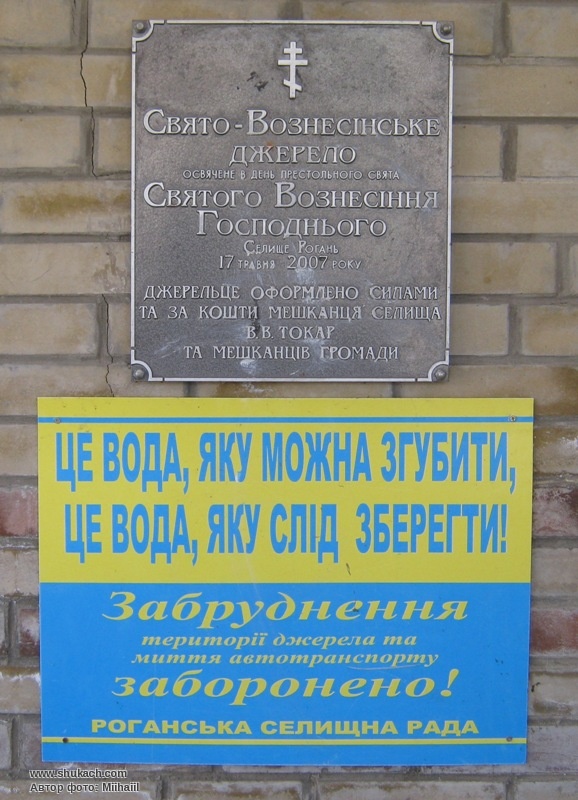 Свято-Вознесінське
джерело
освячене в день престольного свята
Святого Вознесіння
Господнього
Селище Рогань
17 травня 2007 року
джерельце оформлено силами
та за кошти мешканця селища
В.В. Токар
та мешканців громади
ЦЕ ВОДА, ЯКУ МОЖНА ЗГУБИТИ,
ЦЕ ВОДА, ЯКУ СЛІД ЗБЕРЕГТИ!
Забруднення
території джерела та
миття автотранспорту
заборонено!
РОГАНСЬКА СЕЛИЩНА РАДА
www.shukach.com
Автор фото: Miihaiil